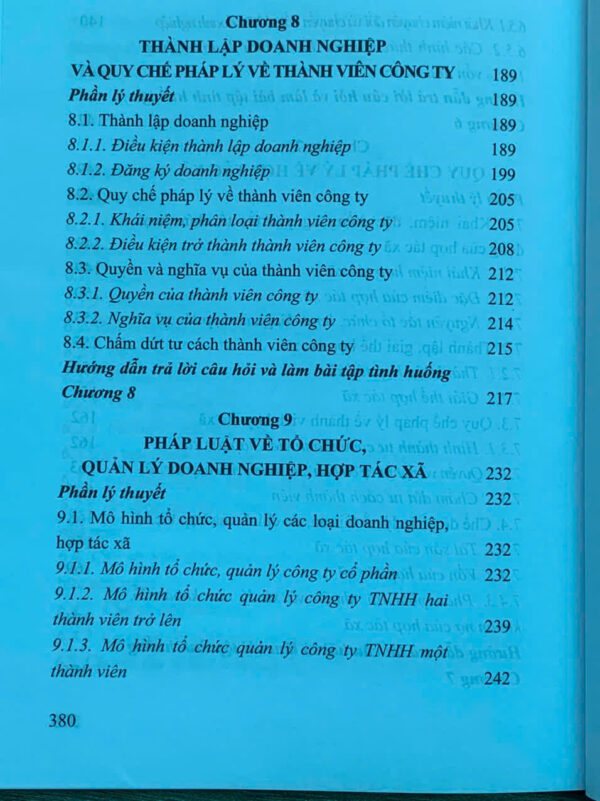 Chương 8
THÀNH LẬP DOANH NGHIỆP
VÀ QUY CHẾ PHÁP LÝ VỀ THÀNH VIÊN CÔNG TY 189
Phần lý thuyết 189
8.1. Thành lập doanh nghiệp 189
8.1.1. Điều kiện thành lập doanh nghiệp 189
8.1.2. Đăng ký doanh nghiệp 199
8.2. Quy chế pháp lý về thành viên công ty 205
8.2.1. Khái niệm, phân loại thành viên công ty 205
8.2.2. Điều kiện trở thành thành viên công ty 208
8.3. Quyền và nghĩa vụ của thành viên công ty 212
8.3.1. Quyền của thành viên công ty 212
8.3.2. Nghĩa vụ của thành viên công ty 214
8.4. Chấm dứt tư cách thành viên công ty 215
Hướng dẫn trả lời câu hỏi và làm bài tập tình huống
Chương 8 217
Chương 9
PHÁP LUẬT VỀ TỔ CHỨC,
QUẢN LÝ DOANH NGHIỆP, HỢP TÁC XÃ 232
Phần lý thuyết 232
9.1. Mô hình tổ chức, quản lý các loại doanh nghiệp,
hợp tác xã 232
9.1.1. Mô hình tổ chức, quản lý công ty cổ phần 232
9.1.2. Mô hình tổ chức quản lý công ty TNHH hai
thành viên trở lên 239
9.1.3. Mô hình tổ chức quản lý công ty TNHH một
thành viên 242
380